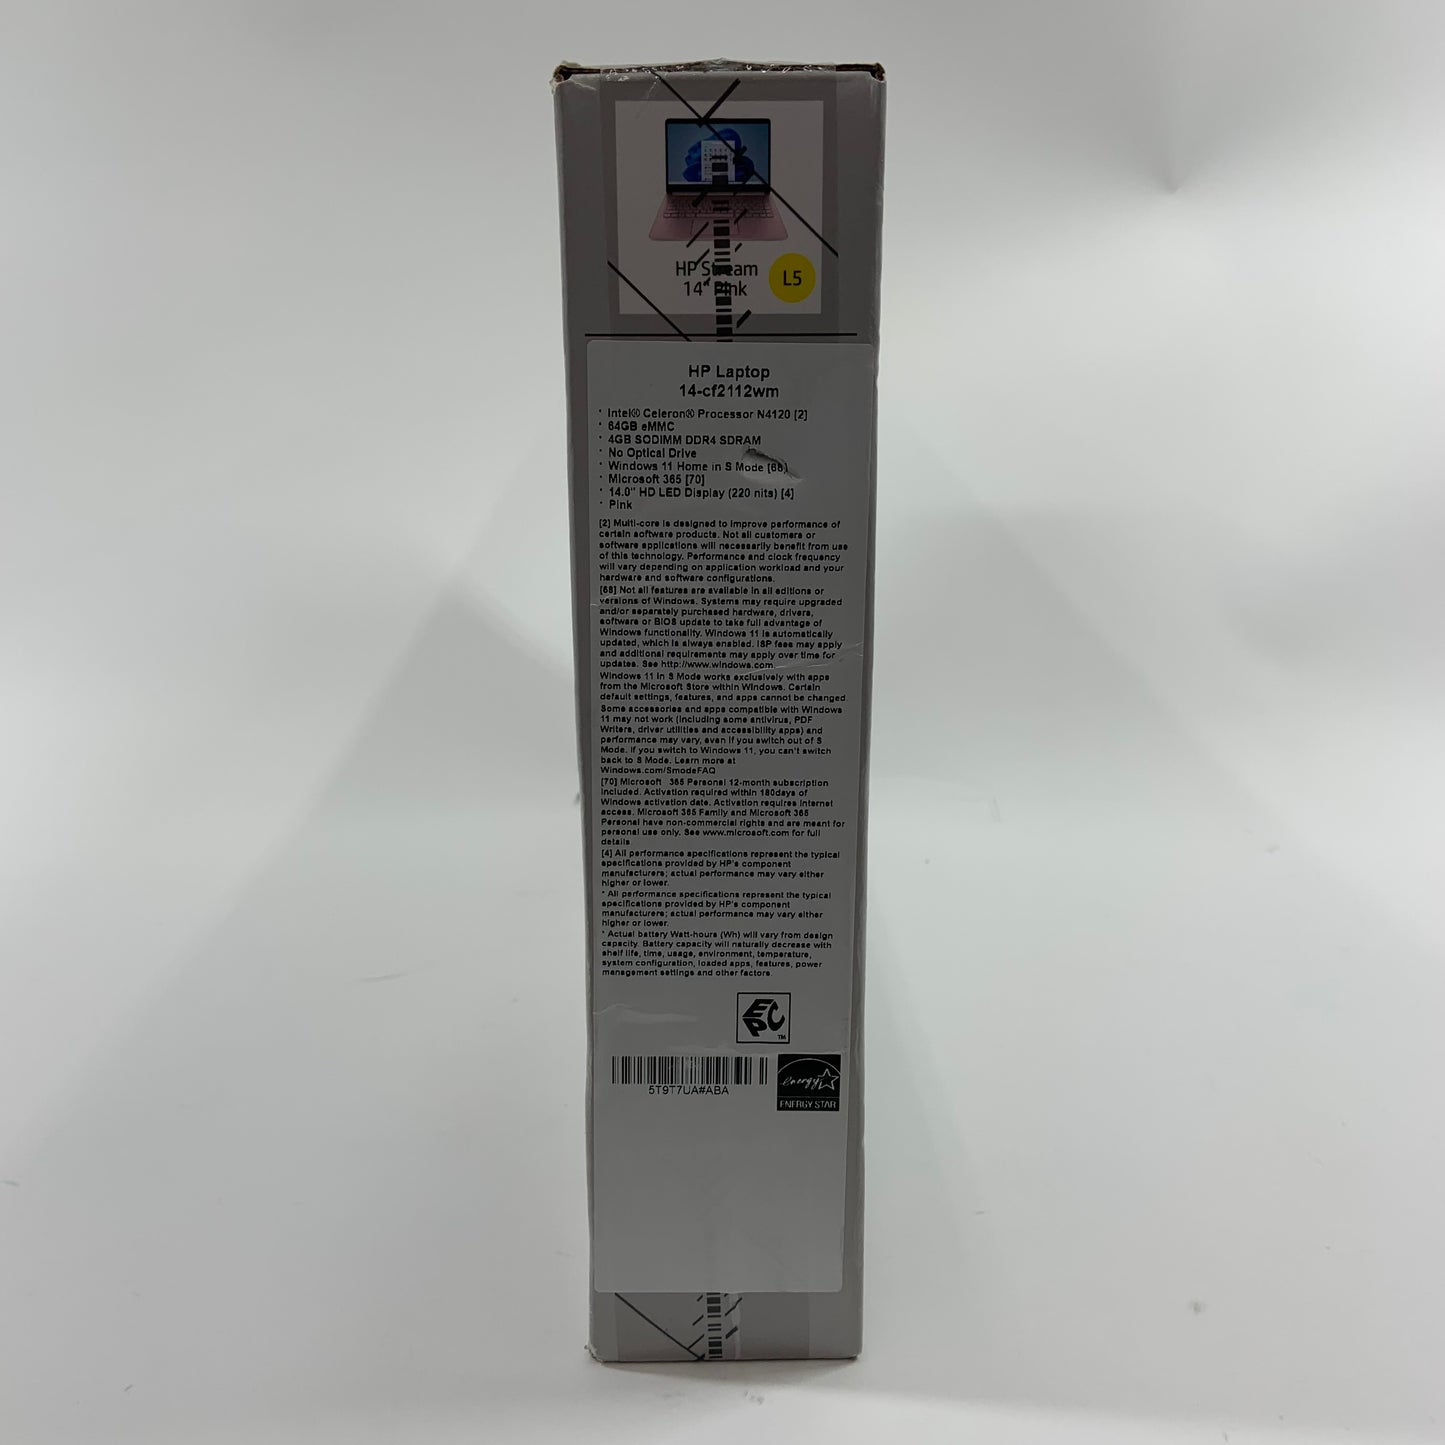 HP Stream
14" Pink
L5
HP Laptop
14-cf2112wm
· Intel® Celeron® Processor N4120 [2]
· 64GB eMMC
· 4GB SODIMM DDR4 SDRAM
· No Optical Drive
· Windows 11 Home in S Mode [68]
· Microsoft 365 [70]
· 14.0" HD LED Display (220 nits) [4]
· Pink
[2] Multi-core is designed to improve performance of
certain software products. Not all customers or
software applications will necessarily benefit from use
of this technology. Performance and clock frequency
will vary depending on application workload and your
hardware and software configurations.
[68] Not all features are available in all editions or
versions of Windows. Systems may require upgraded
and/or separately purchased hardware, drivers,
software or BIOS update to take full advantage of
Windows functionality. Windows 11 is automatically
updated, which is always enabled. ISP fees may apply
and additional requirements may apply over time for
updates. See http://www.windows.com
Windows 11 in S Mode works exclusively with apps
from the Microsoft Store within Windows. Certain
default settings, features, and apps cannot be changed
Some accessories and apps compatible with Windows
11 may not work (including some antivirus, PDF
Writers, driver utilities and accessibility apps) and
performance may vary, even if you switch out of S
Mode. If you switch to Windows 11, you can't switch
back to S Mode. Learn more at
Windows.com/SmodeFAQ
[70] Microsoft 365 Personal 12-month subscription
included. Activation required within 180days of
Windows activation date. Activation requires Internet
access. Microsoft 365 Family and Microsoft 365
Personal have non-commercial rights and are meant for
personal use only. See www.microsoft.com for full
details
[4] All performance specifications represent the typical
specifications provided by HP's component
manufacturers; actual performance may vary either
higher or lower.
* All performance specifications represent the typical
specifications provided by HP's component
manufacturers; actual performance may vary either
higher or lower.
* Actual battery Watt-hours (Wh) will vary from design
capacity. Battery capacity will naturally decrease with
shelf life, time, usage, environment, temperature,
system configuration, loaded apps, features, power
management settings and other factors.
EPC™
5T9T7UA#ABA
energy
ENERGY STAR